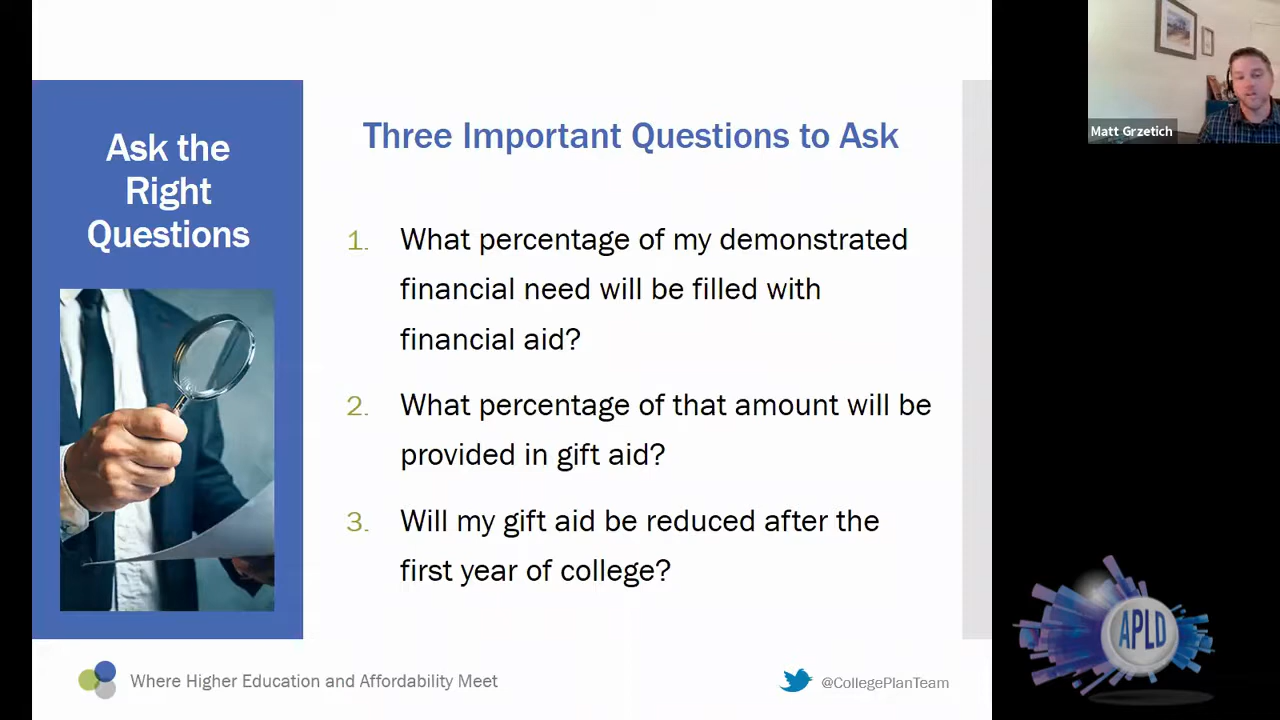 Ask the
Right
Questions
Three Important Questions to Ask
1. What percentage of my demonstrated
financial need will be filled with
financial aid?
2. What percentage of that amount will be
provided in gift aid?
3. Will my gift aid be reduced after the
first year of college?
Where Higher Education and Affordability Meet
@CollegePlanTeam
Matt Grzetich
APLD